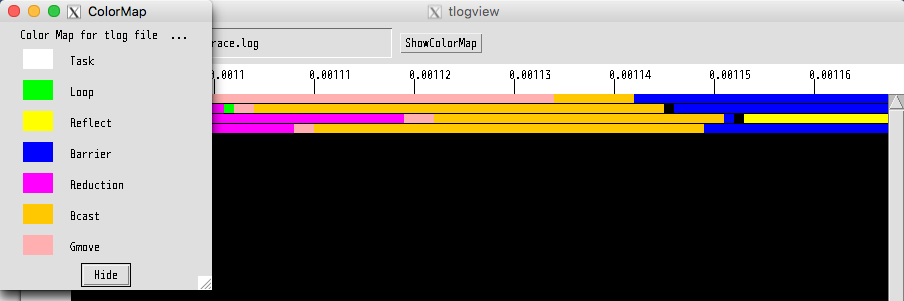 ColorMap
tlogview
Color Map for tlog file ...
race.log
ShowColorMap
0.0011
0.00111
0.00112
0.00113
0.00114
0.00115
0.00116
Task
Loop
Reflect
Barrier
Reduction
Bcast
Gmove
Hide